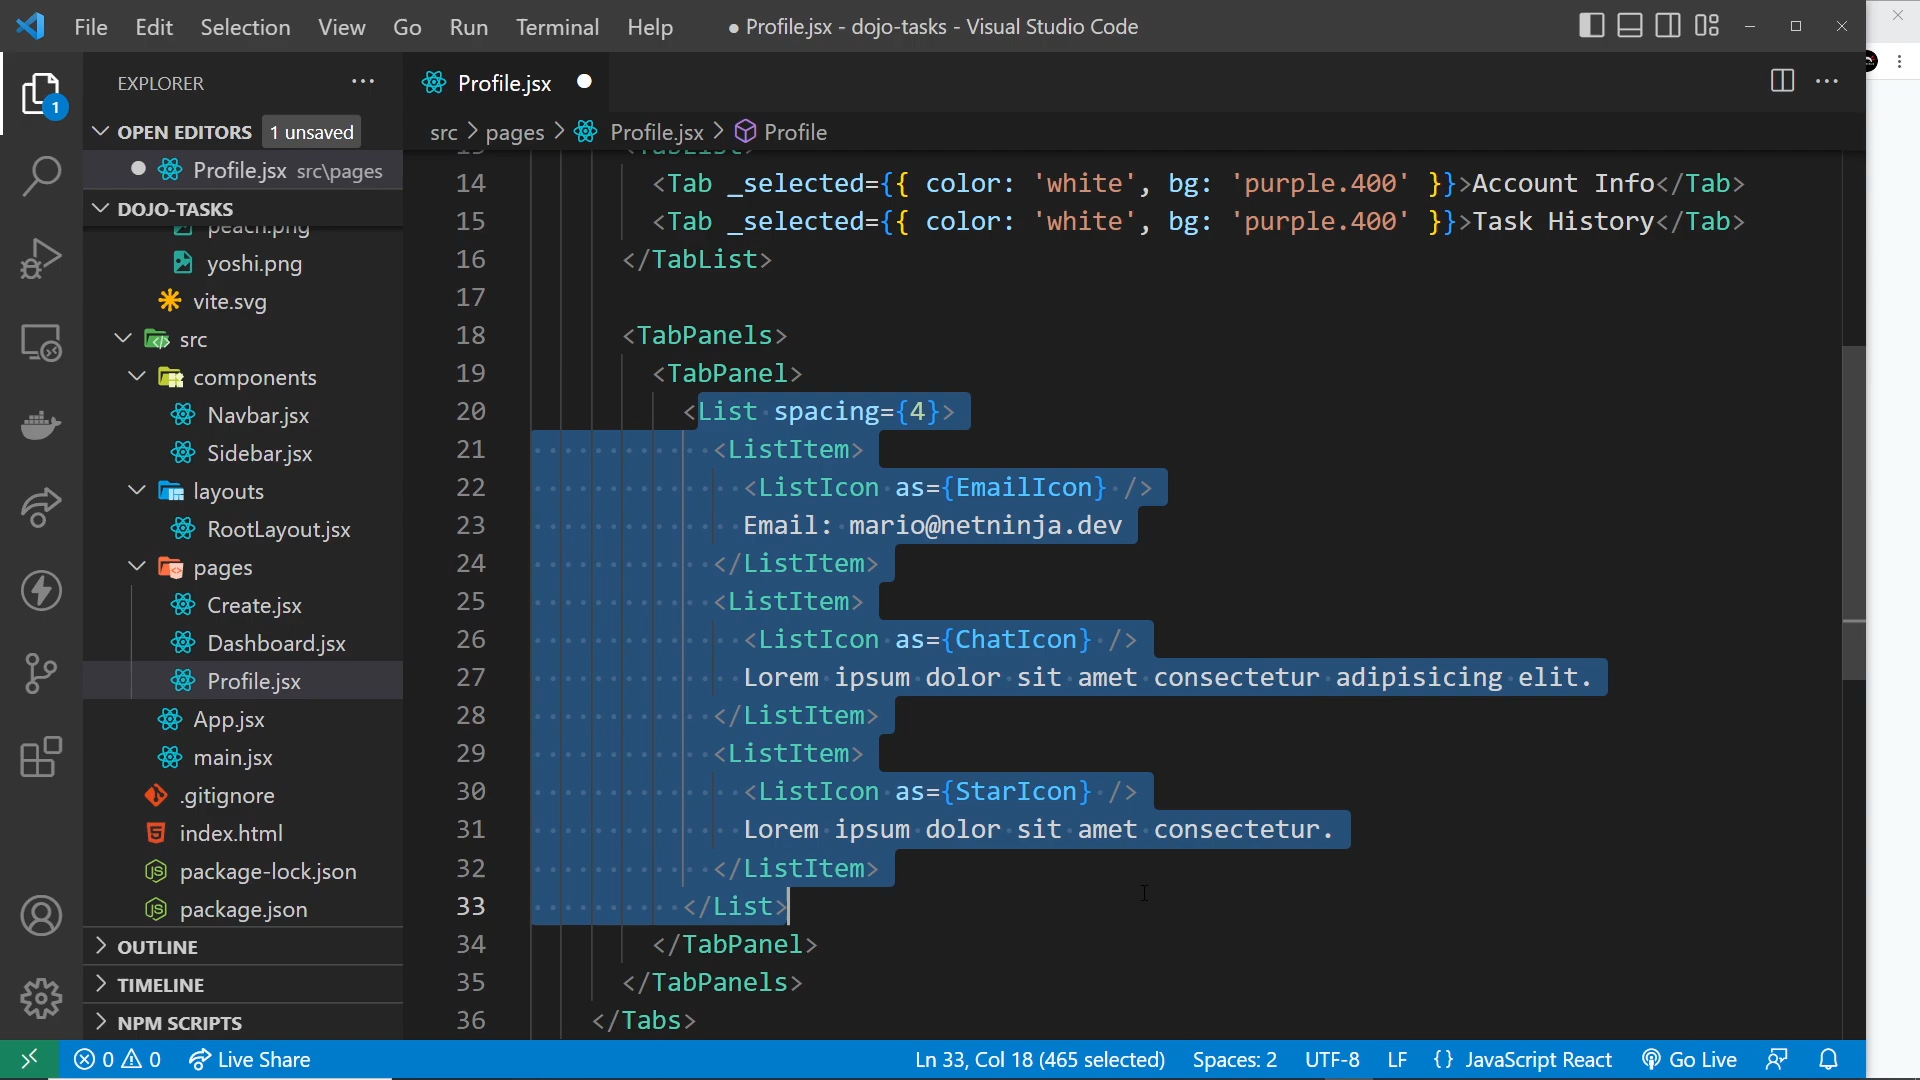 File Edit Selection View Go Run Terminal Help ● Profile.jsx - dojo-tasks - Visual Studio Code
EXPLORER ···
1
OPEN EDITORS 1 unsaved
Profile.jsx src\pages
DOJO-TASKS
peach.png
yoshi.png
vite.svg
src
components
Navbar.jsx
Sidebar.jsx
layouts
RootLayout.jsx
pages
Create.jsx
Dashboard.jsx
Profile.jsx
App.jsx
main.jsx
.gitignore
index.html
package-lock.json
package.json
OUTLINE
TIMELINE
NPM SCRIPTS
Profile.jsx ●
src > pages > Profile.jsx > Profile
13 <TabList>
14 <Tab _selected={{ color: 'white', bg: 'purple.400' }}>Account Info</Tab>
15 <Tab _selected={{ color: 'white', bg: 'purple.400' }}>Task History</Tab>
16 </TabList>
17
18 <TabPanels>
19 <TabPanel>
20 <List spacing={4}>
21 <ListItem>
22 <ListIcon as={EmailIcon} />
23 Email: mario@netninja.dev
24 </ListItem>
25 <ListItem>
26 <ListIcon as={ChatIcon} />
27 Lorem ipsum dolor sit amet consectetur adipisicing elit.
28 </ListItem>
29 <ListItem>
30 <ListIcon as={StarIcon} />
31 Lorem ipsum dolor sit amet consectetur.
32 </ListItem>
33 </List>
34 </TabPanel>
35 </TabPanels>
36 </Tabs>
0 0 Live Share Ln 33, Col 18 (465 selected) Spaces: 2 UTF-8 LF {} JavaScript React Go Live